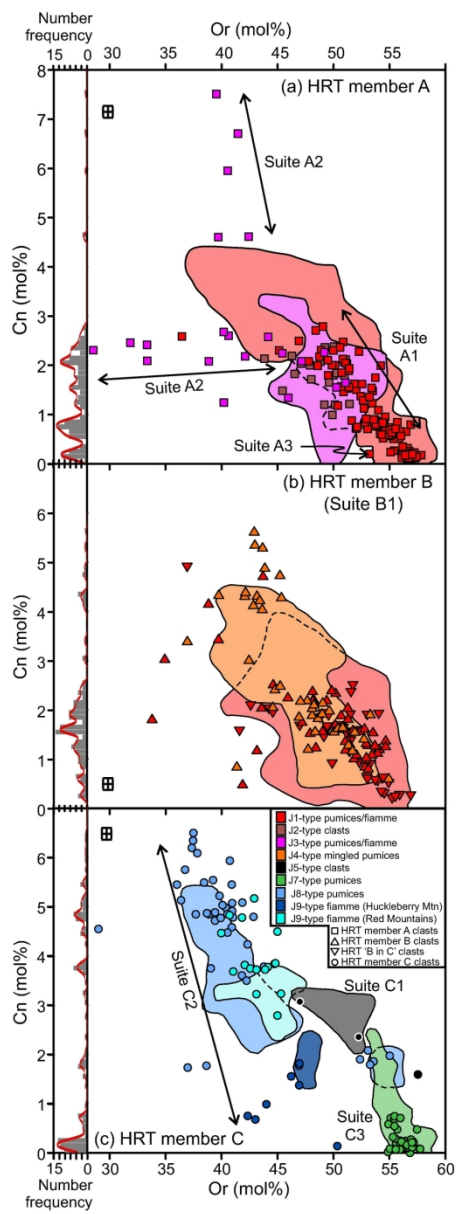 Number
frequency
Or (mol%)
15 0 30 35 40 45 50 55
8
(a) HRT member A
7
Suite A2
6
5
Cn (mol%)
4
3
Suite
A1
2
Suite A2
1
Suite A3
0
(b) HRT member B
(Suite B1)
6
5
4
Cn (mol%)
3
2
1
0
J1-type pumices/fiamme
J2-type clasts
J3-type pumices/fiamme
J4-type mingled pumices
J5-type clasts
J7-type pumices
J8-type pumices
J9-type fiamme (Huckleberry Mtn)
J9-type fiamme (Red Mountains)
HRT member A clasts
HRT member B clasts
HRT 'B in C' clasts
HRT member C clasts
6
5
4
Cn (mol%)
Suite C2
Suite C1
3
2
1
Suite
C3
0
(c) HRT member C
15 0 30 35 40 45 50 55 60
Number
frequency
Or (mol%)